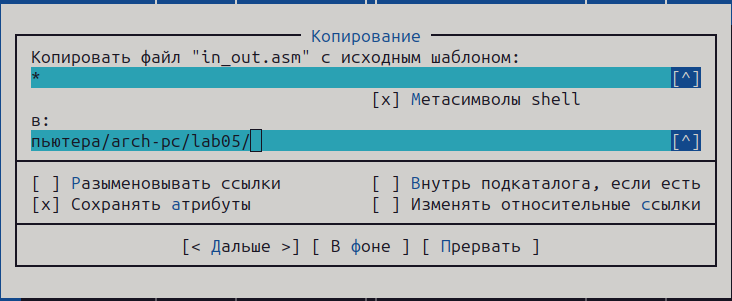 Копирование
Копировать файл "in_out.asm" с исходным шаблоном:
* [^]
[x] Метасимволы shell
в:
пьютера/arch-pc/lab05/ [^]
[ ] Разыменовывать ссылки [ ] Внутрь подкаталога, если есть
[x] Сохранять атрибуты [ ] Изменять относительные ссылки
[< Дальше >] [ В фоне ] [ Прервать ]